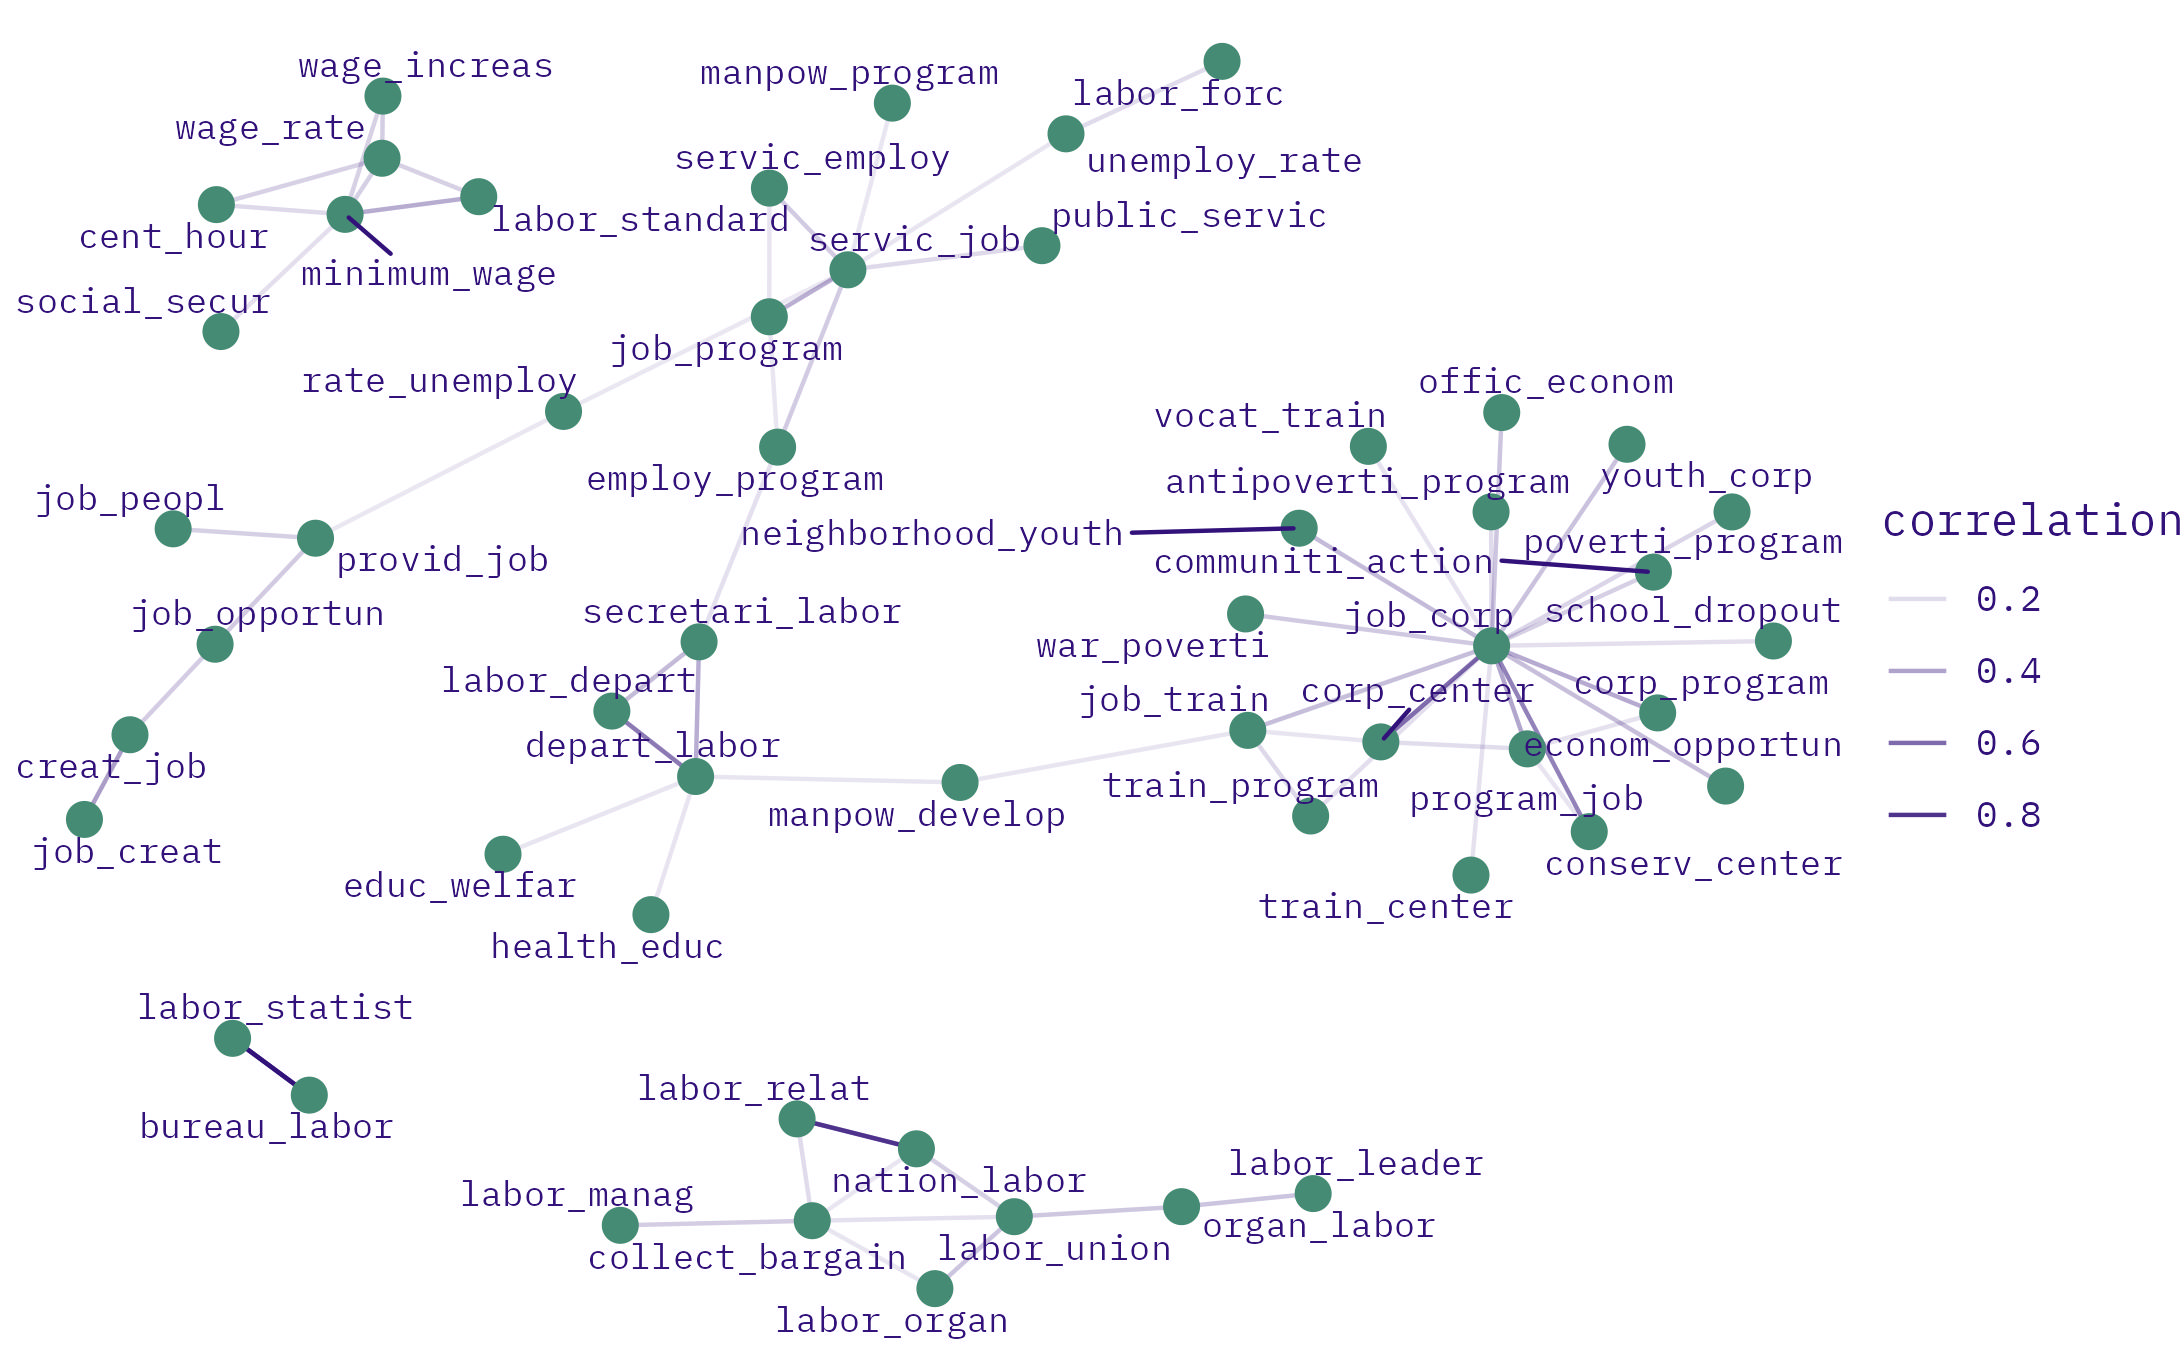 wage_increas
manpow_program
labor_forc
wage_rate
servic_employ
unemploy_rate
public_servic
labor_standard
cent_hour
servic_job
minimum_wage
social_secur
job_program
rate_unemploy
offic_econom
vocat_train
employ_program
antipoverti_program
youth_corp
job_peopl
neighborhood_youth
correlation
provid_job
communiti_action
poverti_program
0.2
job_opportun
secretari_labor
job_corp
school_dropout
war_poverti
0.4
labor_depart
job_train
corp_center
corp_program
depart_labor
econom_opportun
0.6
creat_job
train_program
program_job
manpow_develop
0.8
job_creat
conserv_center
educ_welfar
train_center
health_educ
labor_statist
labor_relat
bureau_labor
labor_leader
nation_labor
labor_manag
organ_labor
collect_bargain
labor_union
labor_organ